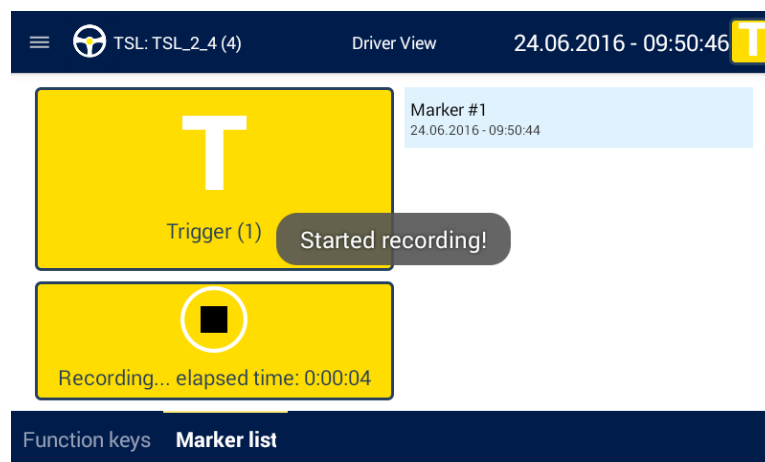 TSL: TSL_2_4 (4) Driver View 24.06.2016 - 09:50:46 T
T
Trigger (1)
Marker #1
24.06.2016 - 09:50:44
Started recording!
Recording... elapsed time: 0:00:04
Function keys Marker list